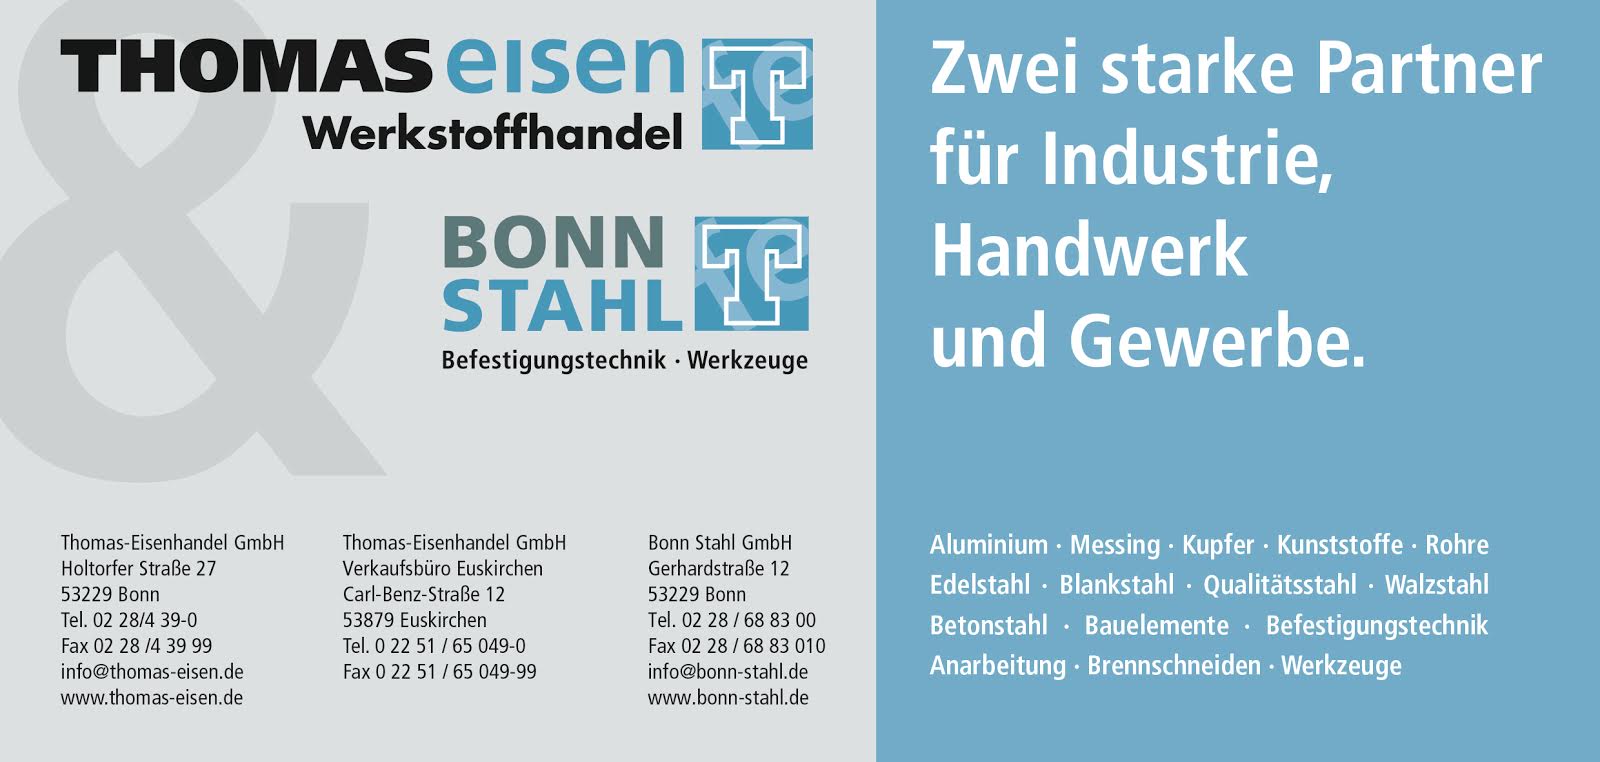 THOMAS eisen
Werkstoffhandel
fe T
BONN
STAHL
fe T
Befestigungstechnik · Werkzeuge
&
Thomas-Eisenhandel GmbH
Holtorfer Straße 27
53229 Bonn
Tel. 02 28/4 39-0
Fax 02 28 /4 39 99
info@thomas-eisen.de
www.thomas-eisen.de
Thomas-Eisenhandel GmbH
Verkaufsbüro Euskirchen
Carl-Benz-Straße 12
53879 Euskirchen
Tel. 0 22 51 / 65 049-0
Fax 0 22 51 / 65 049-99
Bonn Stahl GmbH
Gerhardstraße 12
53229 Bonn
Tel. 02 28 / 68 83 00
Fax 02 28 / 68 83 010
info@bonn-stahl.de
www.bonn-stahl.de
Zwei starke Partner
für Industrie,
Handwerk
und Gewerbe.
Aluminium · Messing · Kupfer · Kunststoffe · Rohre
Edelstahl · Blankstahl · Qualitätsstahl · Walzstahl
Betonstahl · Bauelemente · Befestigungstechnik
Anarbeitung · Brennschneiden · Werkzeuge